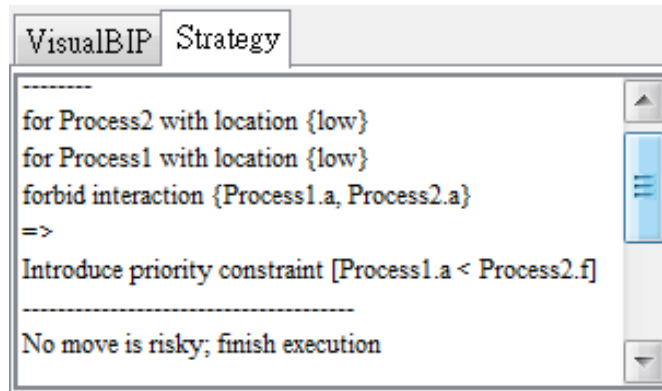 VisualBIP Strategy
--------
for Process2 with location {low}
for Process1 with location {low}
forbid interaction {Process1.a, Process2.a}
=>
Introduce priority constraint [Process1.a < Process2.f]
--------------------------------------
No move is risky; finish execution